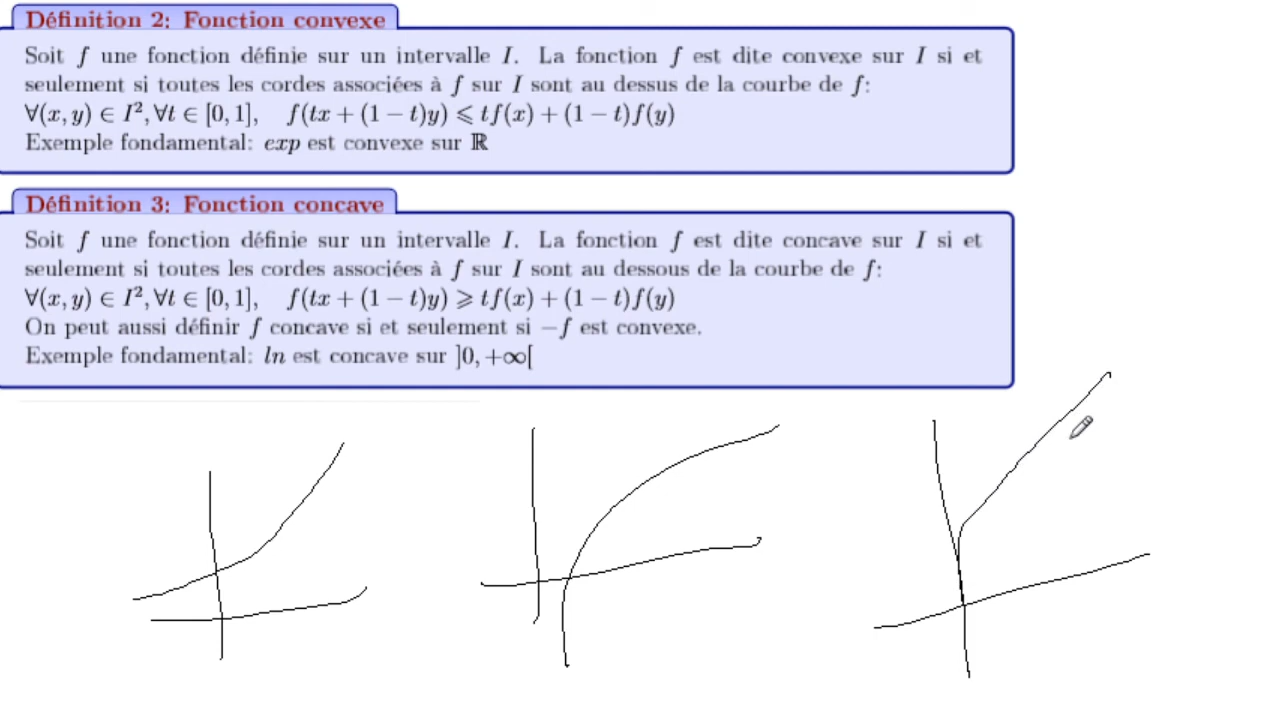 Définition 2: Fonction convexe
Soit f une fonction définie sur un intervalle I. La fonction f est dite convexe sur I si et
seulement si toutes les cordes associées à f sur I sont au dessus de la courbe de f:
∀(x, y) ∈ I², ∀t ∈ [0, 1], f(tx + (1 − t)y) ⩽ tf(x) + (1 − t)f(y)
Exemple fondamental: exp est convexe sur ℝ
Définition 3: Fonction concave
Soit f une fonction définie sur un intervalle I. La fonction f est dite concave sur I si et
seulement si toutes les cordes associées à f sur I sont au dessous de la courbe de f:
∀(x, y) ∈ I², ∀t ∈ [0, 1], f(tx + (1 − t)y) ⩾ tf(x) + (1 − t)f(y)
On peut aussi définir f concave si et seulement si −f est convexe.
Exemple fondamental: ln est concave sur ]0, +∞[